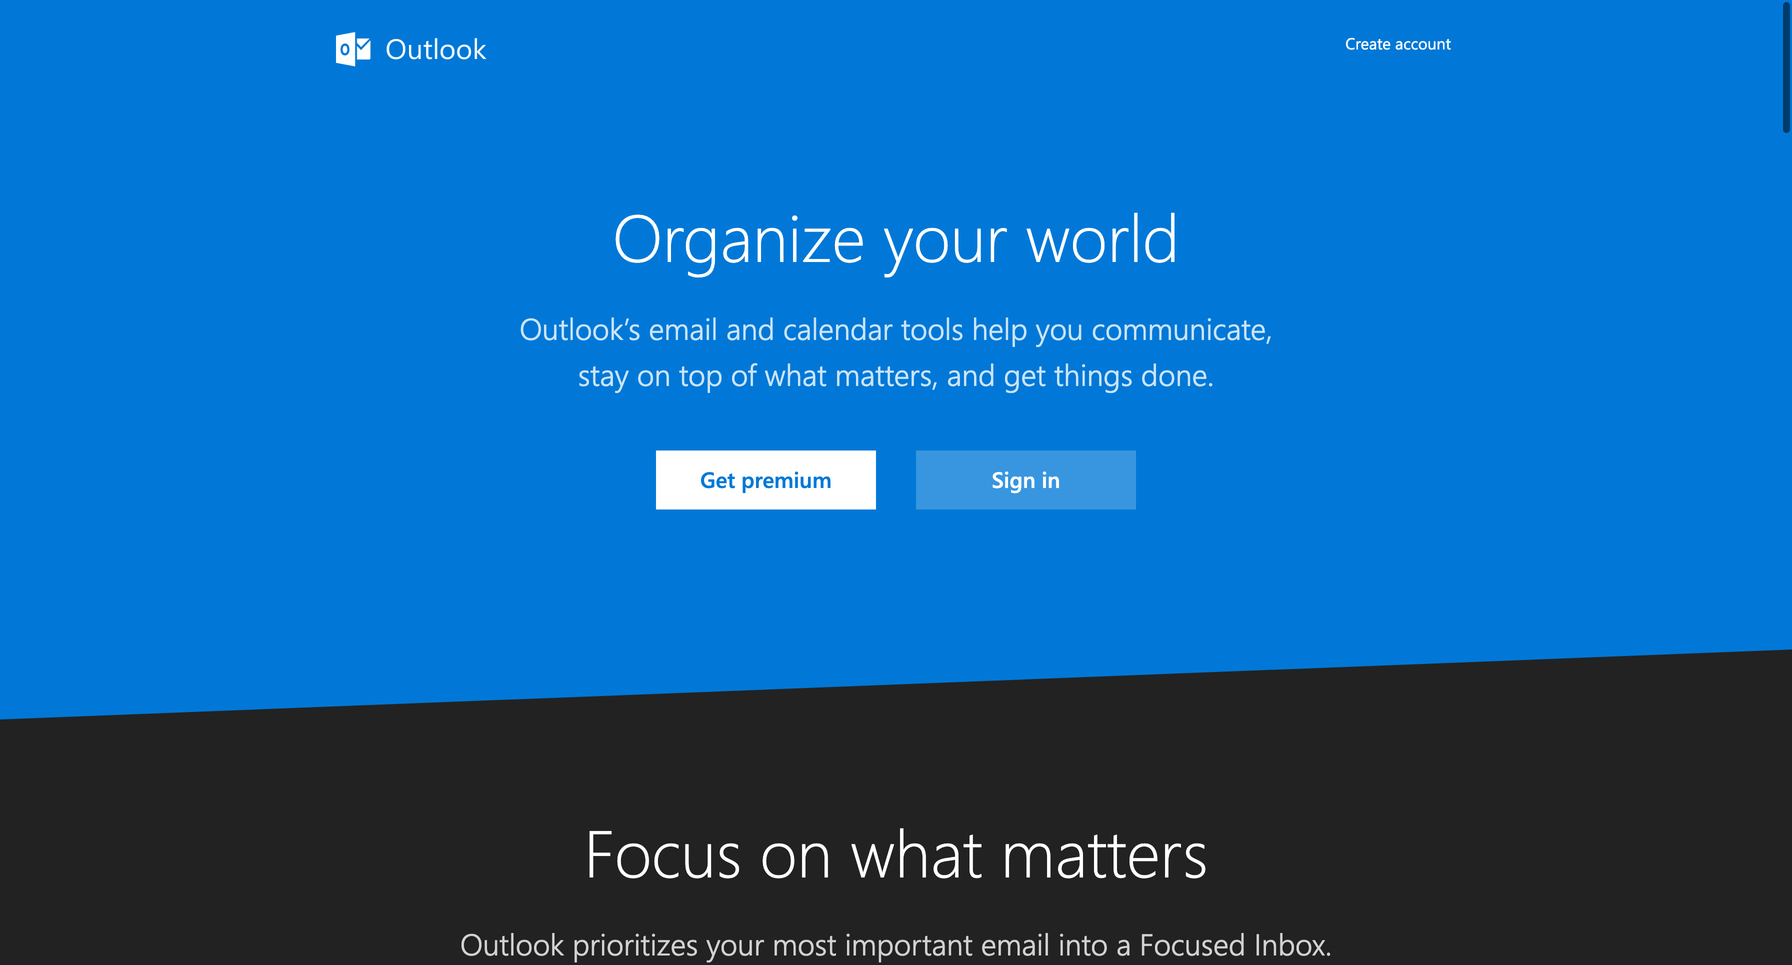 Outlook
Create account
Organize your world
Outlook’s email and calendar tools help you communicate,
stay on top of what matters, and get things done.
Get premium
Sign in
Focus on what matters
Outlook prioritizes your most important email into a Focused Inbox.